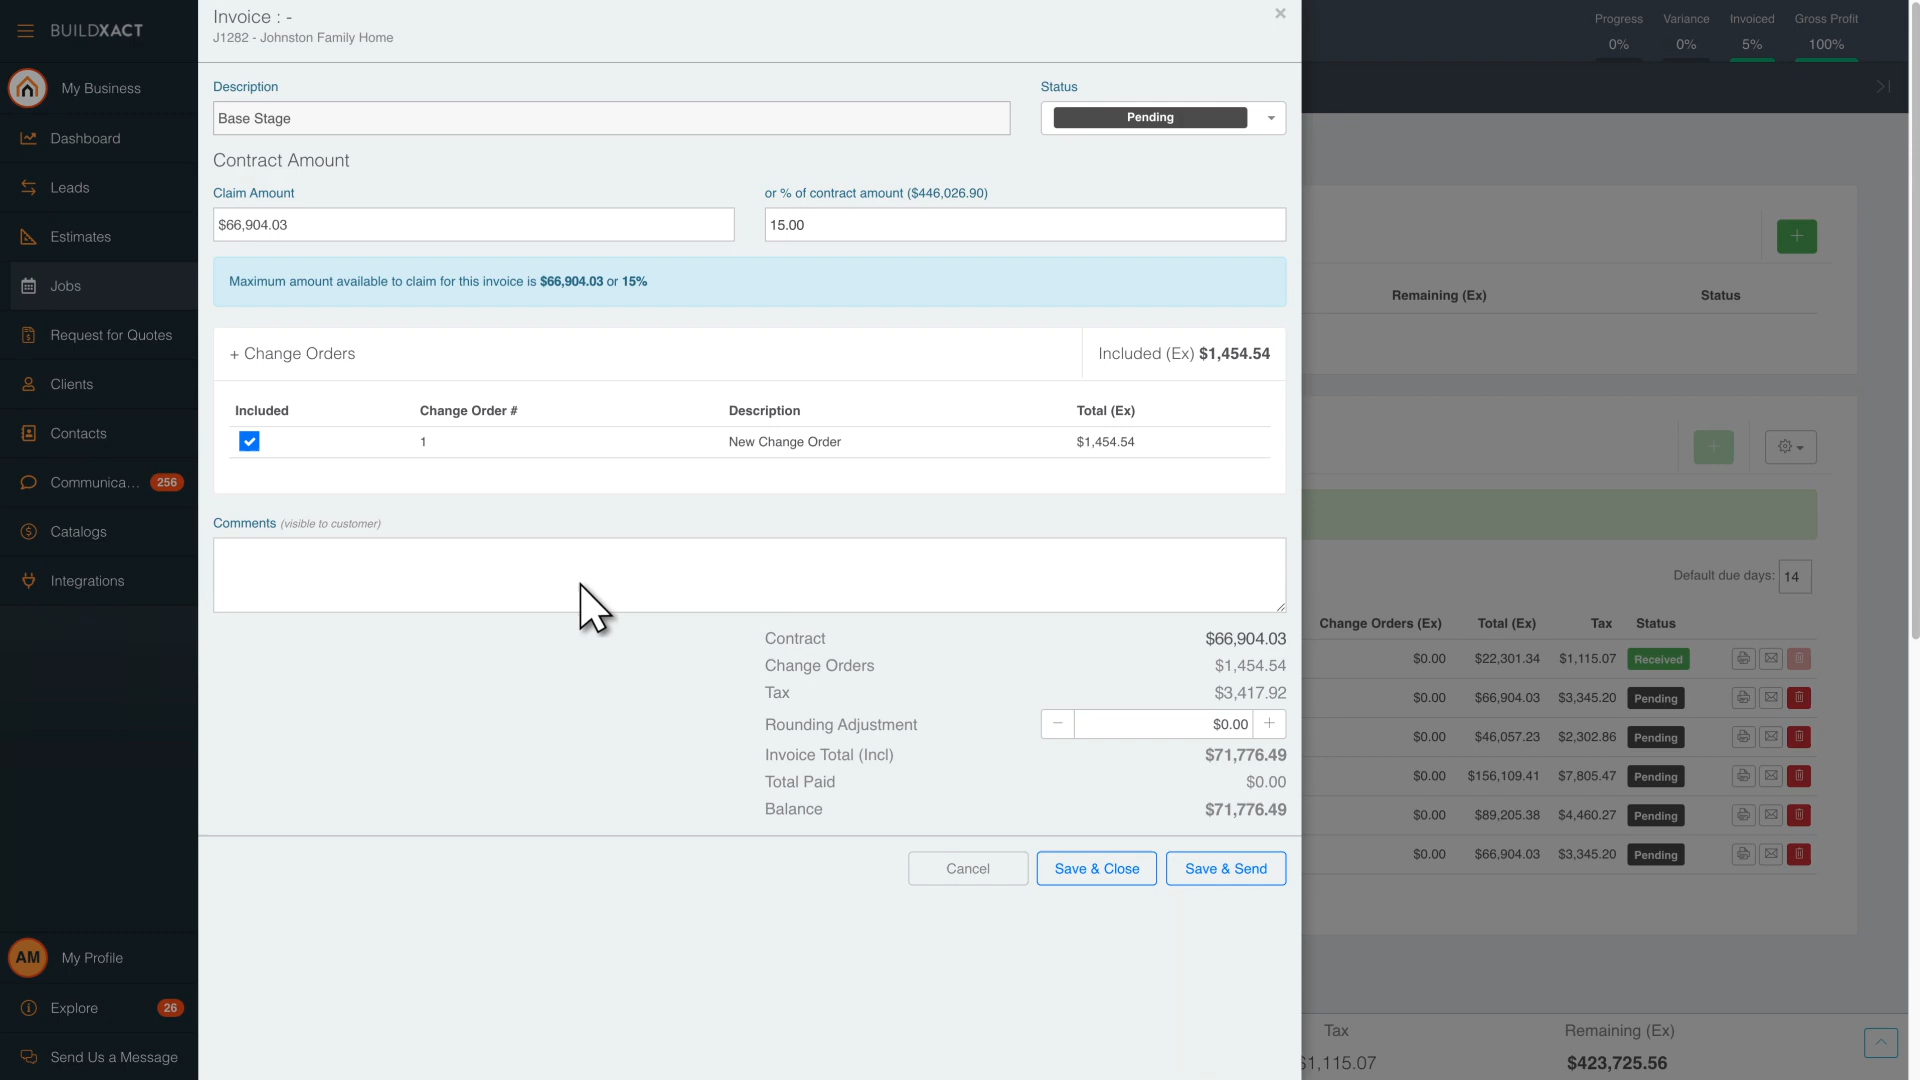 BUILDXACT
My Business
Dashboard
Leads
Estimates
Jobs
Request for Quotes
Clients
Contacts
Communica... 256
Catalogs
Integrations
AM My Profile
Explore 26
Send Us a Message
Invoice : -
J1282 - Johnston Family Home
×
Description
Base Stage
Status
Pending
Contract Amount
Claim Amount
$66,904.03
or % of contract amount ($446,026.90)
15.00
Maximum amount available to claim for this invoice is $66,904.03 or 15%
+ Change Orders
Included (Ex) $1,454.54
Included Change Order # Description Total (Ex)
1 New Change Order $1,454.54
Comments (visible to customer)
Contract $66,904.03
Change Orders $1,454.54
Tax $3,417.92
Rounding Adjustment − $0.00 +
Invoice Total (Incl) $71,776.49
Total Paid $0.00
Balance $71,776.49
Cancel Save & Close Save & Send
Progress Variance Invoiced Gross Profit
0% 0% 5% 100%
+
Remaining (Ex) Status
+
Default due days: 14
Change Orders (Ex) Total (Ex) Tax Status
$0.00 $22,301.34 $1,115.07 Received
$0.00 $66,904.03 $3,345.20 Pending
$0.00 $46,057.23 $2,302.86 Pending
$0.00 $156,109.41 $7,805.47 Pending
$0.00 $89,205.38 $4,460.27 Pending
$0.00 $66,904.03 $3,345.20 Pending
Tax Remaining (Ex)
$1,115.07 $423,725.56